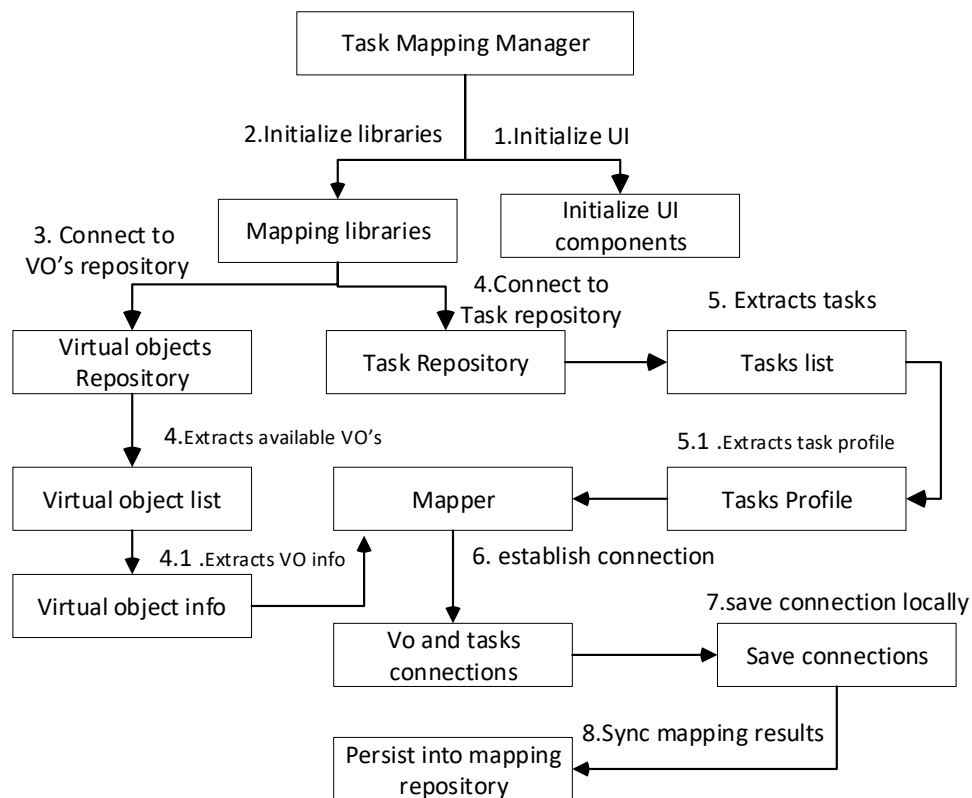 Task Mapping Manager
2.Initialize libraries
1.Initialize UI
Mapping libraries
Initialize UI
components
3. Connect to
VO’s repository
4.Connect to
Task repository
5. Extracts tasks
Virtual objects
Repository
Task Repository
Tasks list
4.Extracts available VO’s
5.1 .Extracts task profile
Virtual object list
Mapper
Tasks Profile
4.1 .Extracts VO info
6. establish connection
Virtual object info
7.save connection locally
Vo and tasks
connections
Save connections
8.Sync mapping results
Persist into mapping
repository